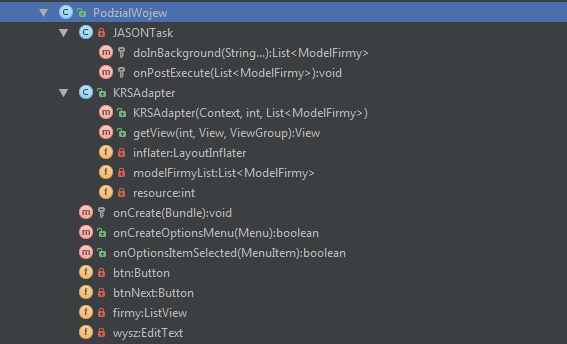 PodzialWojew
JASONTask
doInBackground(String...):List<ModelFirmy>
onPostExecute(List<ModelFirmy>):void
KRSAdapter
KRSAdapter(Context, int, List<ModelFirmy>)
getView(int, View, ViewGroup):View
inflater:LayoutInflater
modelFirmyList:List<ModelFirmy>
resource:int
onCreate(Bundle):void
onCreateOptionsMenu(Menu):boolean
onOptionsItemSelected(MenuItem):boolean
btn:Button
btnNext:Button
firmy:ListView
wysz:EditText